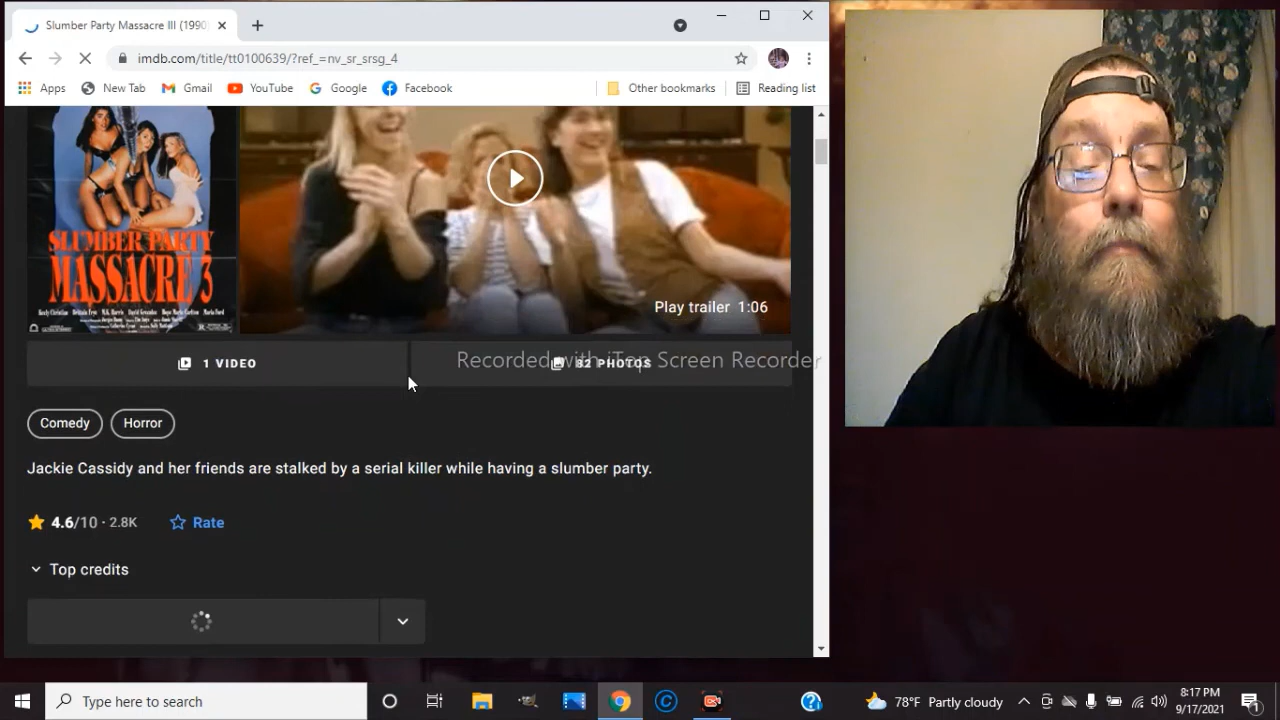 Slumber Party Massacre III (1990
imdb.com/title/tt0100639/?ref_=nv_sr_srsg_4
Apps New Tab Gmail YouTube Google Facebook Other bookmarks Reading list
SLUMBER PARTY
MASSACRE 3
Play trailer 1:06
1 VIDEO
82 PHOTOS
Recorded with iTop Screen Recorder
Comedy Horror
Jackie Cassidy and her friends are stalked by a serial killer while having a slumber party.
4.6/10 · 2.8K Rate
Top credits
Type here to search
78°F Partly cloudy
8:17 PM
9/17/2021